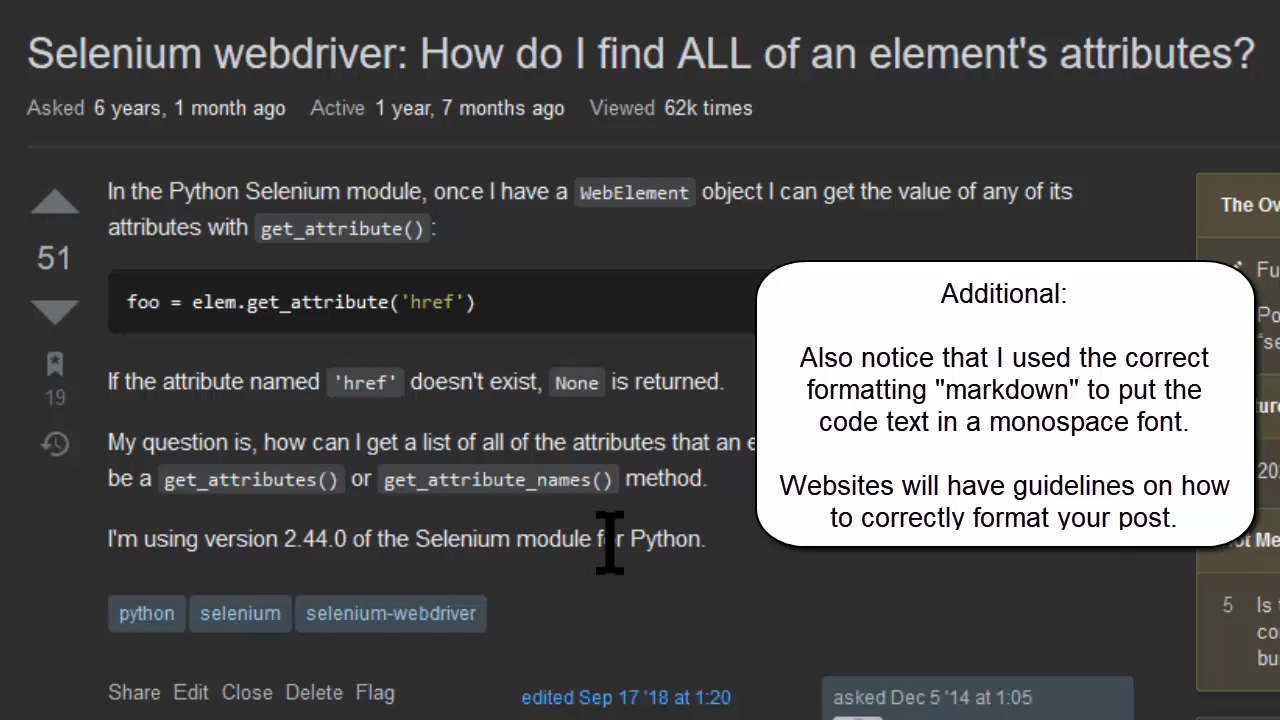 Selenium webdriver: How do I find ALL of an element's attributes?
Asked 6 years, 1 month ago Active 1 year, 7 months ago Viewed 62k times
In the Python Selenium module, once I have a WebElement object I can get the value of any of its
attributes with get_attribute():
51
foo = elem.get_attribute('href')
If the attribute named 'href' doesn't exist, None is returned.
19
My question is, how can I get a list of all of the attributes that an
be a get_attributes() or get_attribute_names() method.
I'm using version 2.44.0 of the Selenium module for Python.
python selenium selenium-webdriver
Share Edit Close Delete Flag
edited Sep 17 '18 at 1:20
asked Dec 5 '14 at 1:05
Additional:
Also notice that I used the correct
formatting "markdown" to put the
code text in a monospace font.
Websites will have guidelines on how
to correctly format your post.
The
5